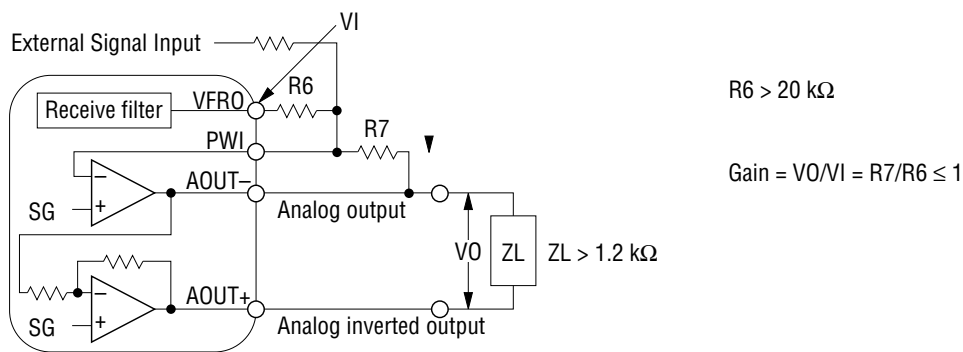 VI
External Signal Input
R6
R6 > 20 kΩ
Receive filter
VFRO
PWI
R7
Gain = VO/VI = R7/R6 ≤ 1
–
AOUT–
SG
+
Analog output
VO
ZL
ZL > 1.2 kΩ
–
AOUT+
SG
+
Analog inverted output